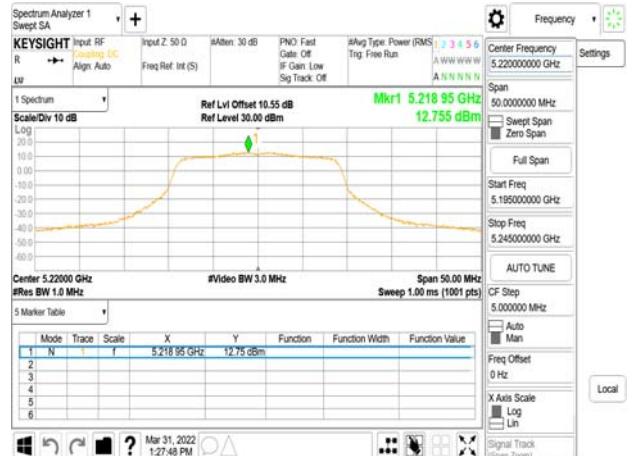 Spectrum Analyzer 1
Swept SA
+
Frequency
Settings
KEYSIGHT
R
Input: RF
Coupling: DC
Align: Auto
Input Z: 50 Ω
Freq Ref: Int (S)
#Atten: 30 dB
PNO: Fast
Gate: Off
IF Gain: Low
Sig Track: Off
#Avg Type: Power (RMS
Trig: Free Run
1 2 3 4 5 6
A W W W W W
A N N N N N
1 Spectrum
Scale/Div 10 dB
Ref Lvl Offset 10.55 dB
Ref Level 30.00 dBm
Mkr1 5.218 95 GHz
12.755 dBm
Log
20.0
10.0
0.00
-10.0
-20.0
-30.0
-40.0
-50.0
-60.0
1
Center 5.22000 GHz
#Res BW 1.0 MHz
#Video BW 3.0 MHz
Span 50.00 MHz
Sweep 1.00 ms (1001 pts)
5 Marker Table
Mode Trace Scale X Y Function Function Width Function Value
1 N 1 f 5.218 95 GHz 12.75 dBm
2
3
4
5
6
Mar 31, 2022
1:27:48 PM
?
Center Frequency
5.220000000 GHz
Span
50.0000000 MHz
Swept Span
Zero Span
Full Span
Start Freq
5.195000000 GHz
Stop Freq
5.245000000 GHz
AUTO TUNE
CF Step
5.000000 MHz
Auto
Man
Freq Offset
0 Hz
X Axis Scale
Log
Lin
Signal Track
(Span Zoom)
Local